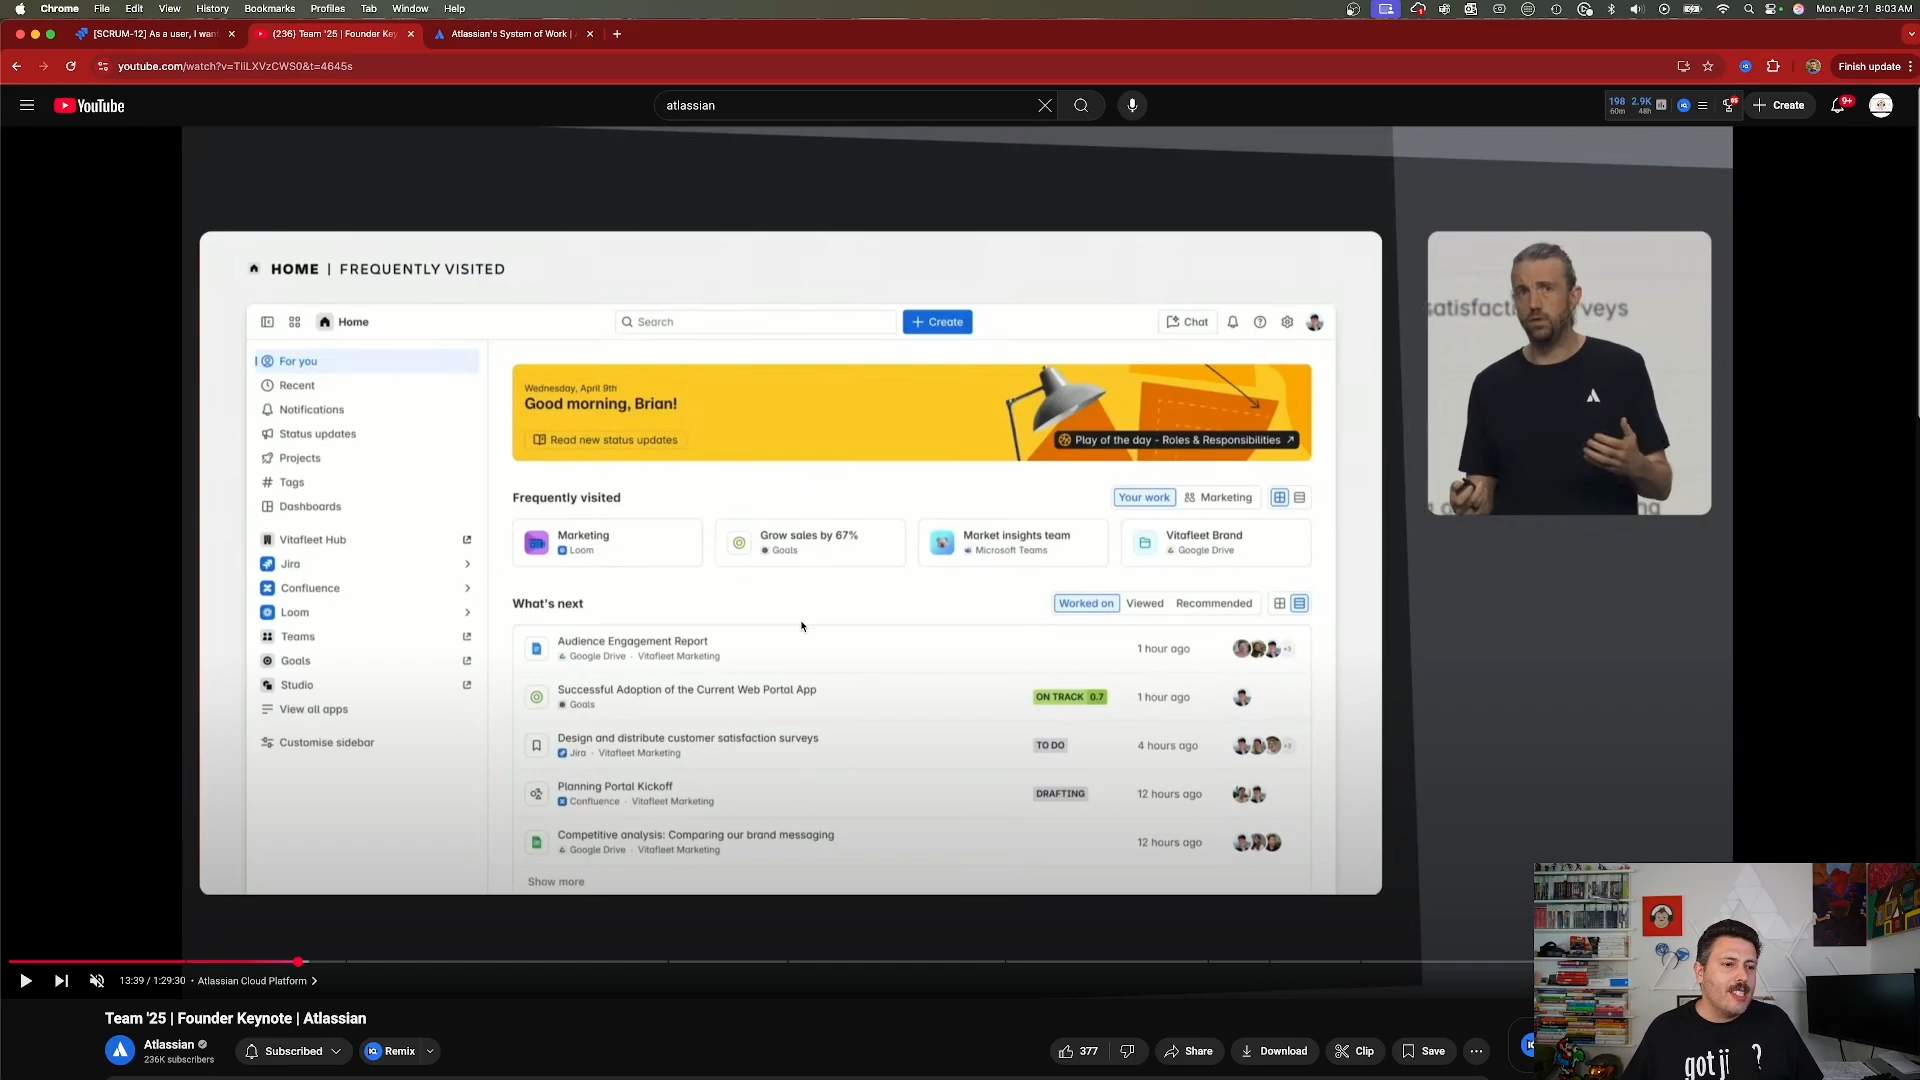 Chrome File Edit View History Bookmarks Profiles Tab Window Help
Mon Apr 21 8:03 AM
[SCRUM-12] As a user, I want
(236) Team '25 | Founder Key
Atlassian's System of Work |
youtube.com/watch?v=TliLXVzCWS0&t=4645s
Finish update
YouTube
atlassian
198 2.9K
60m 48h
Create
9+
HOME | FREQUENTLY VISITED
Home
Search
Create
Chat
For you
Recent
Notifications
Status updates
Projects
Tags
Dashboards
Vitafleet Hub
Jira
Confluence
Loom
Teams
Goals
Studio
View all apps
Customise sidebar
Wednesday, April 9th
Good morning, Brian!
Read new status updates
Play of the day - Roles & Responsibilities
Frequently visited
Your work Marketing
Marketing
Loom
Grow sales by 67%
Goals
Market insights team
Microsoft Teams
Vitafleet Brand
Google Drive
What's next
Worked on Viewed Recommended
Audience Engagement Report
Google Drive · Vitafleet Marketing
1 hour ago
+3
Successful Adoption of the Current Web Portal App
Goals
ON TRACK 0.7
1 hour ago
Design and distribute customer satisfaction surveys
Jira · Vitafleet Marketing
TO DO
4 hours ago
+3
Planning Portal Kickoff
Confluence · Vitafleet Marketing
DRAFTING
12 hours ago
Competitive analysis: Comparing our brand messaging
Google Drive · Vitafleet Marketing
12 hours ago
Show more
13:39 / 1:29:30 • Atlassian Cloud Platform
Team '25 | Founder Keynote | Atlassian
Atlassian
236K subscribers
Subscribed
Remix
377
Share
Download
Clip
Save
got ji ?